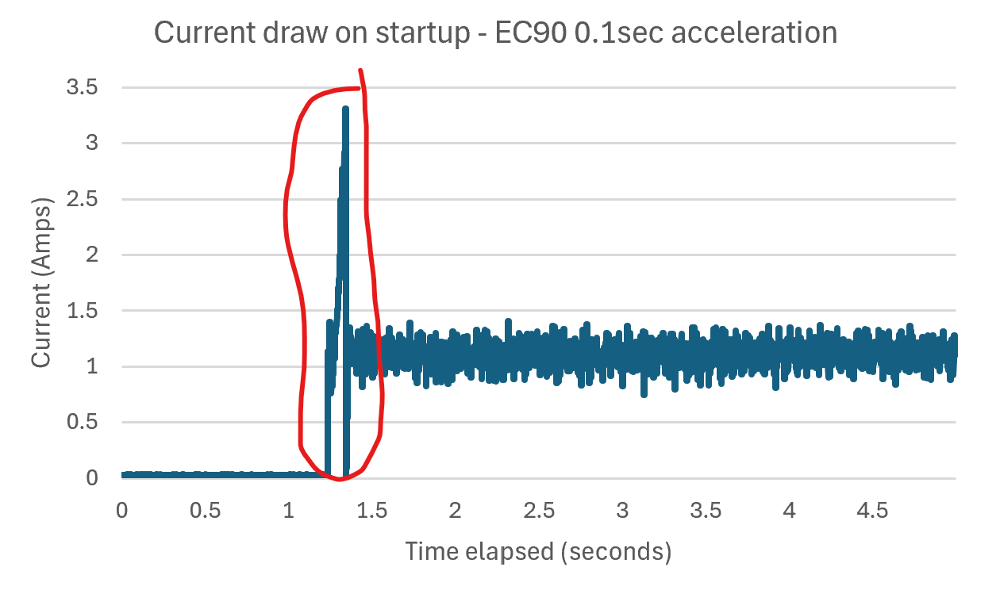 Current draw on startup - EC90 0.1sec acceleration
3.5
3
2.5
2
1.5
1
0.5
0
Current (Amps)
0 0.5 1 1.5 2 2.5 3 3.5 4 4.5
Time elapsed (seconds)